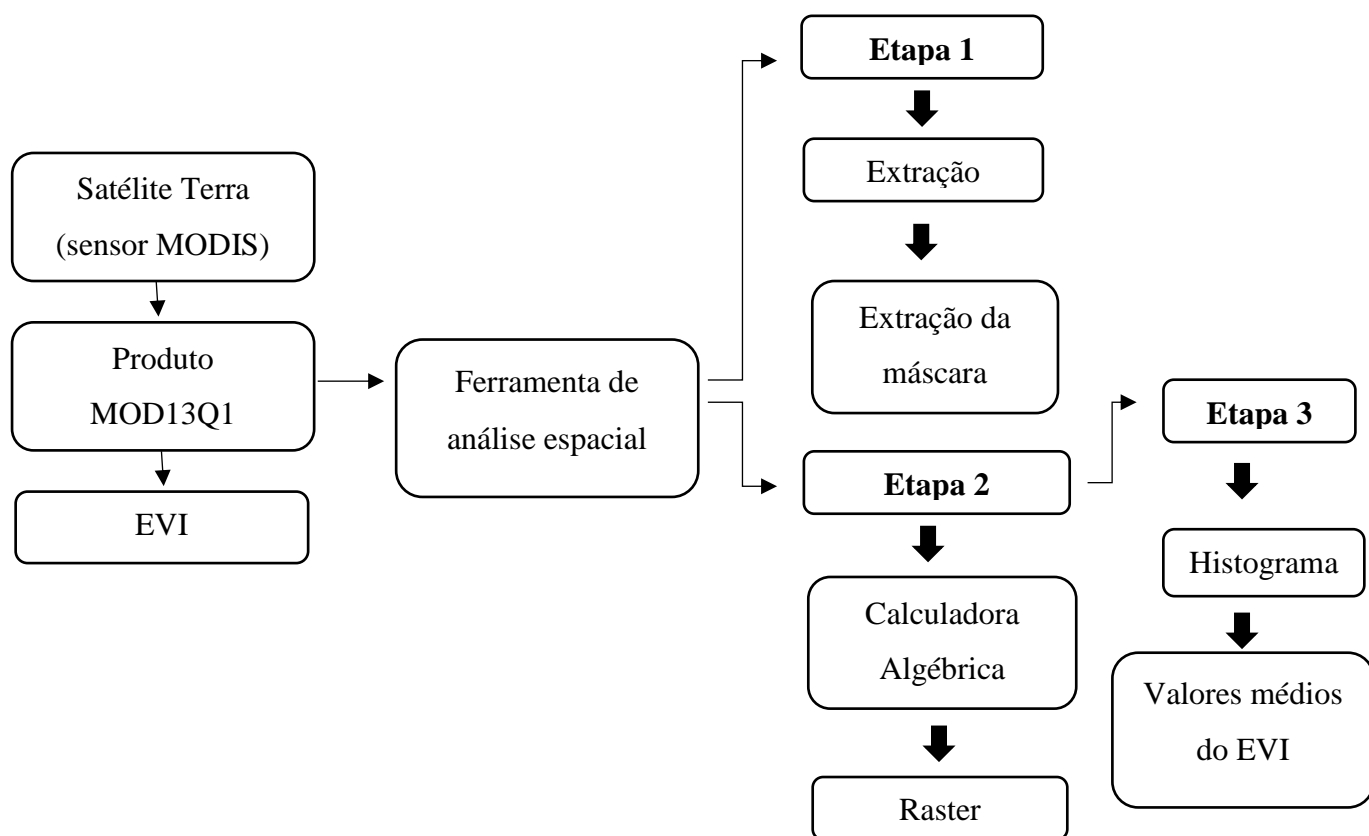 Satélite Terra
(sensor MODIS)
Produto
MOD13Q1
EVI
Ferramenta de
análise espacial
Etapa 1
Extração
Extração da
máscara
Etapa 2
Calculadora
Algébrica
Raster
Etapa 3
Histograma
Valores médios
do EVI